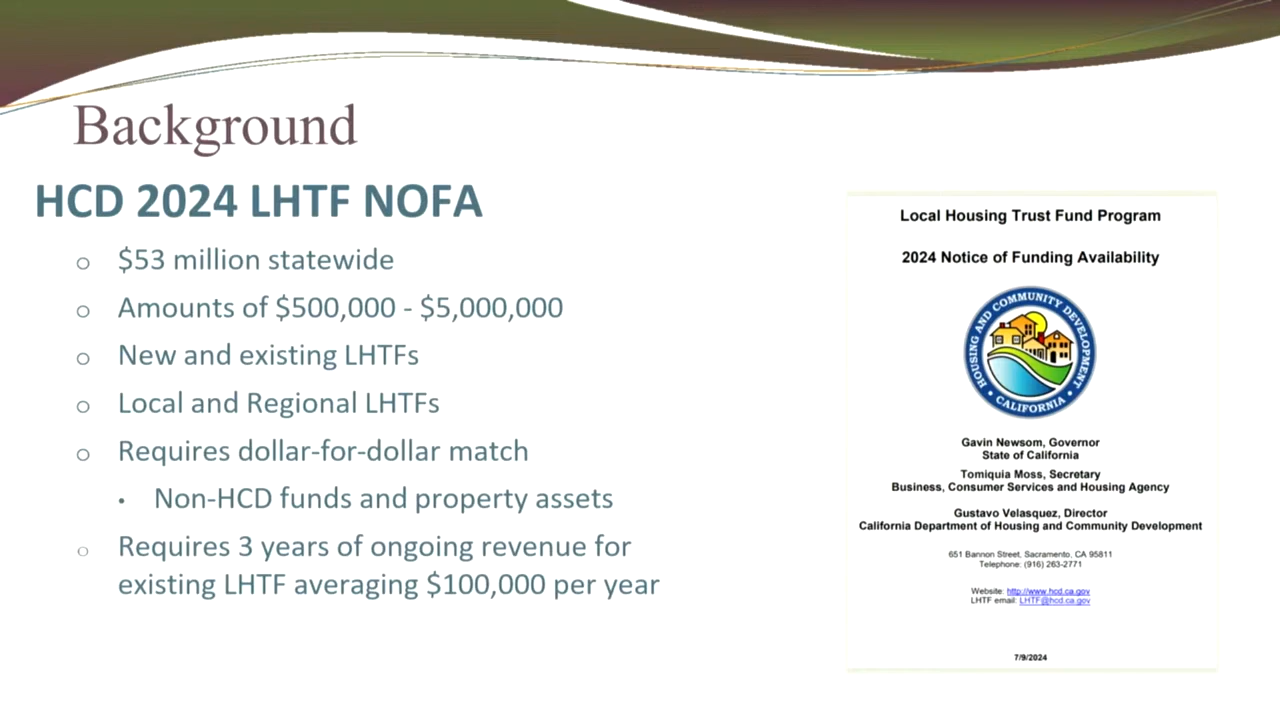 Background
HCD 2024 LHTF NOFA
o $53 million statewide
o Amounts of $500,000 - $5,000,000
o New and existing LHTFs
o Local and Regional LHTFs
o Requires dollar-for-dollar match
• Non-HCD funds and property assets
o Requires 3 years of ongoing revenue for
existing LHTF averaging $100,000 per year
Local Housing Trust Fund Program
2024 Notice of Funding Availability
HOUSING AND COMMUNITY DEVELOPMENT
• CALIFORNIA •
Gavin Newsom, Governor
State of California
Tomiquia Moss, Secretary
Business, Consumer Services and Housing Agency
Gustavo Velasquez, Director
California Department of Housing and Community Development
651 Bannon Street, Sacramento, CA 95811
Telephone: (916) 263-2771
Website: http://www.hcd.ca.gov
LHTF email: LHTF@hcd.ca.gov
7/9/2024